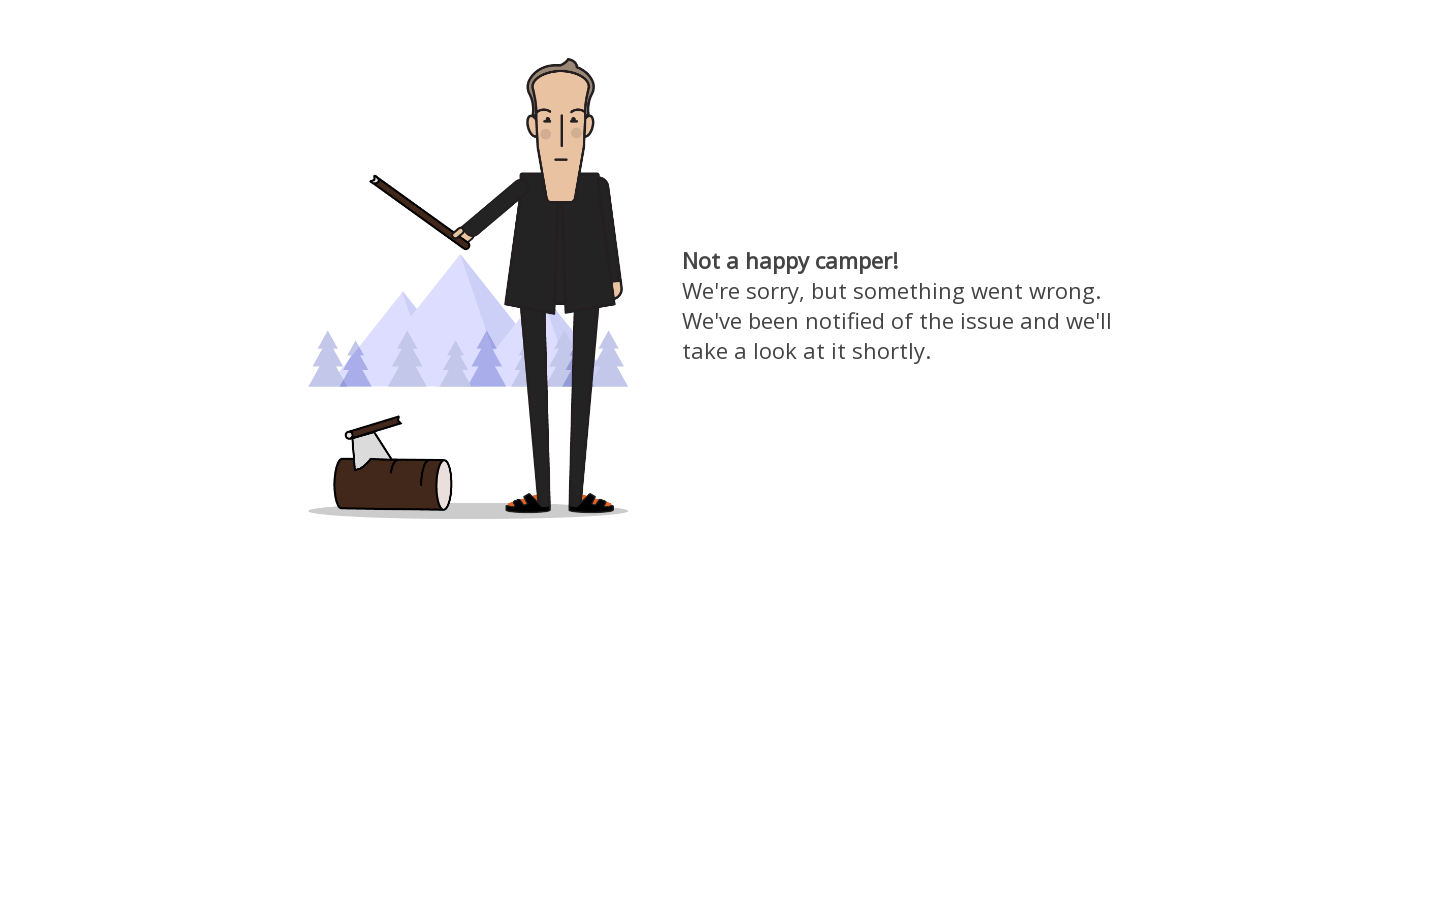 Not a happy camper!
We're sorry, but something went wrong.
We've been notified of the issue and we'll
take a look at it shortly.